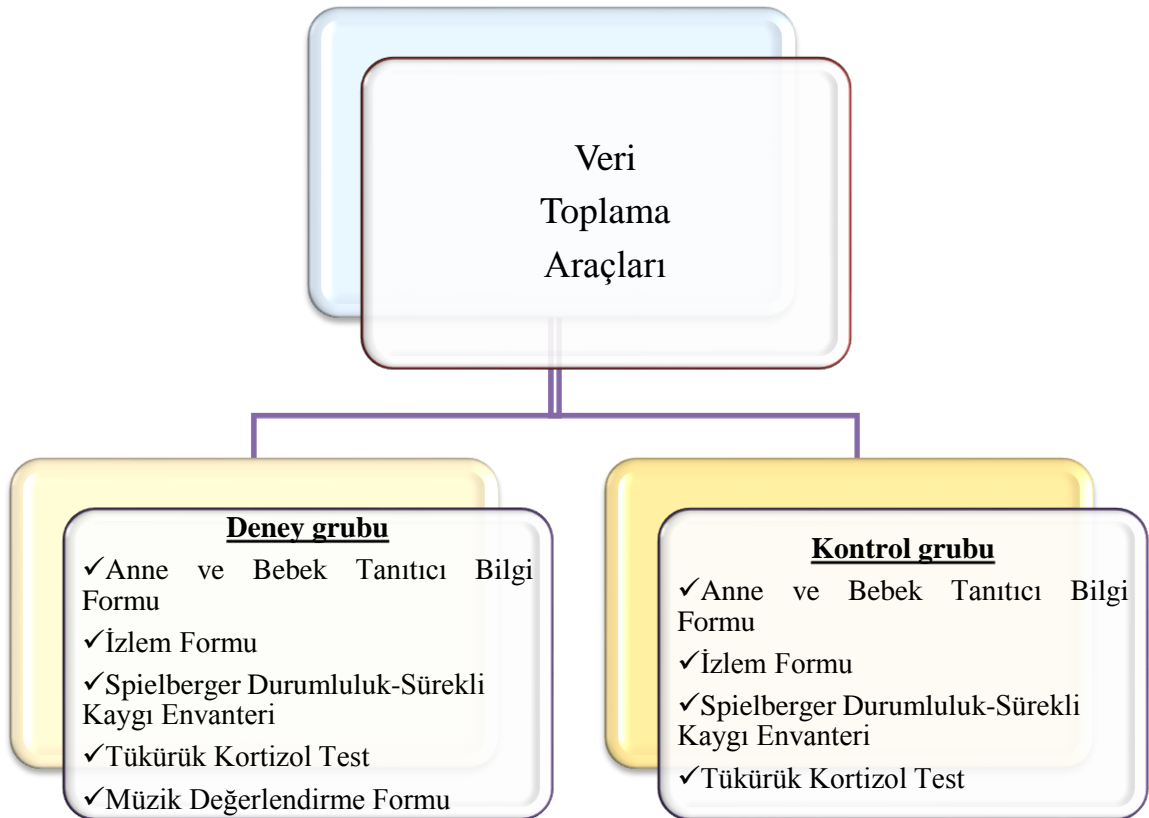 Veri
Toplama
Araçları
Deney grubu
✓Anne ve Bebek Tanıtıcı Bilgi
Formu
✓İzlem Formu
✓Spielberger Durumluluk-Sürekli
Kaygı Envanteri
✓Tükürük Kortizol Test
✓Müzik Değerlendirme Formu
Kontrol grubu
✓Anne ve Bebek Tanıtıcı Bilgi
Formu
✓İzlem Formu
✓Spielberger Durumluluk-Sürekli
Kaygı Envanteri
✓Tükürük Kortizol Test